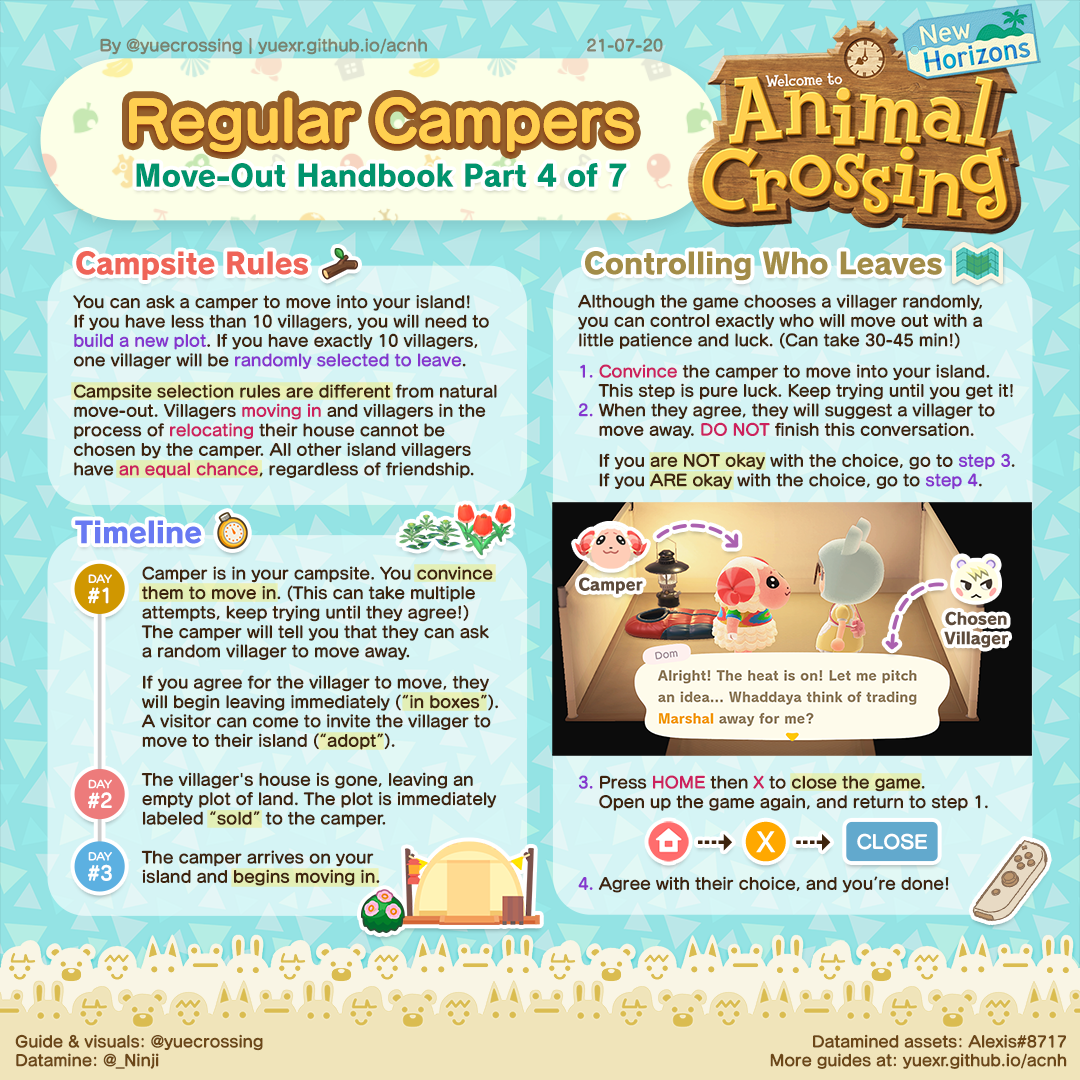 By @yuecrossing | yuexr.github.io/acnh
21-07-20
Regular Campers
Move-Out Handbook Part 4 of 7
Welcome to
Animal
Crossing
New
Horizons
Campsite Rules
You can ask a camper to move into your island!
If you have less than 10 villagers, you will need to
build a new plot. If you have exactly 10 villagers,
one villager will be randomly selected to leave.
Campsite selection rules are different from natural
move-out. Villagers moving in and villagers in the
process of relocating their house cannot be
chosen by the camper. All other island villagers
have an equal chance, regardless of friendship.
Timeline
DAY
#1
Camper is in your campsite. You convince
them to move in. (This can take multiple
attempts, keep trying until they agree!)
The camper will tell you that they can ask
a random villager to move away.
If you agree for the villager to move, they
will begin leaving immediately (“in boxes”).
A visitor can come to invite the villager to
move to their island (“adopt”).
DAY
#2
The villager's house is gone, leaving an
empty plot of land. The plot is immediately
labeled “sold” to the camper.
DAY
#3
The camper arrives on your
island and begins moving in.
Controlling Who Leaves
Although the game chooses a villager randomly,
you can control exactly who will move out with a
little patience and luck. (Can take 30-45 min!)
1. Convince the camper to move into your island.
This step is pure luck. Keep trying until you get it!
2. When they agree, they will suggest a villager to
move away. DO NOT finish this conversation.
If you are NOT okay with the choice, go to step 3.
If you ARE okay with the choice, go to step 4.
Camper
Chosen
Villager
Dom
Alright! The heat is on! Let me pitch
an idea... Whaddaya think of trading
Marshal away for me?
3. Press HOME then X to close the game.
Open up the game again, and return to step 1.
X
CLOSE
4. Agree with their choice, and you’re done!
Guide & visuals: @yuecrossing
Datamine: @_Ninji
Datamined assets: Alexis#8717
More guides at: yuexr.github.io/acnh